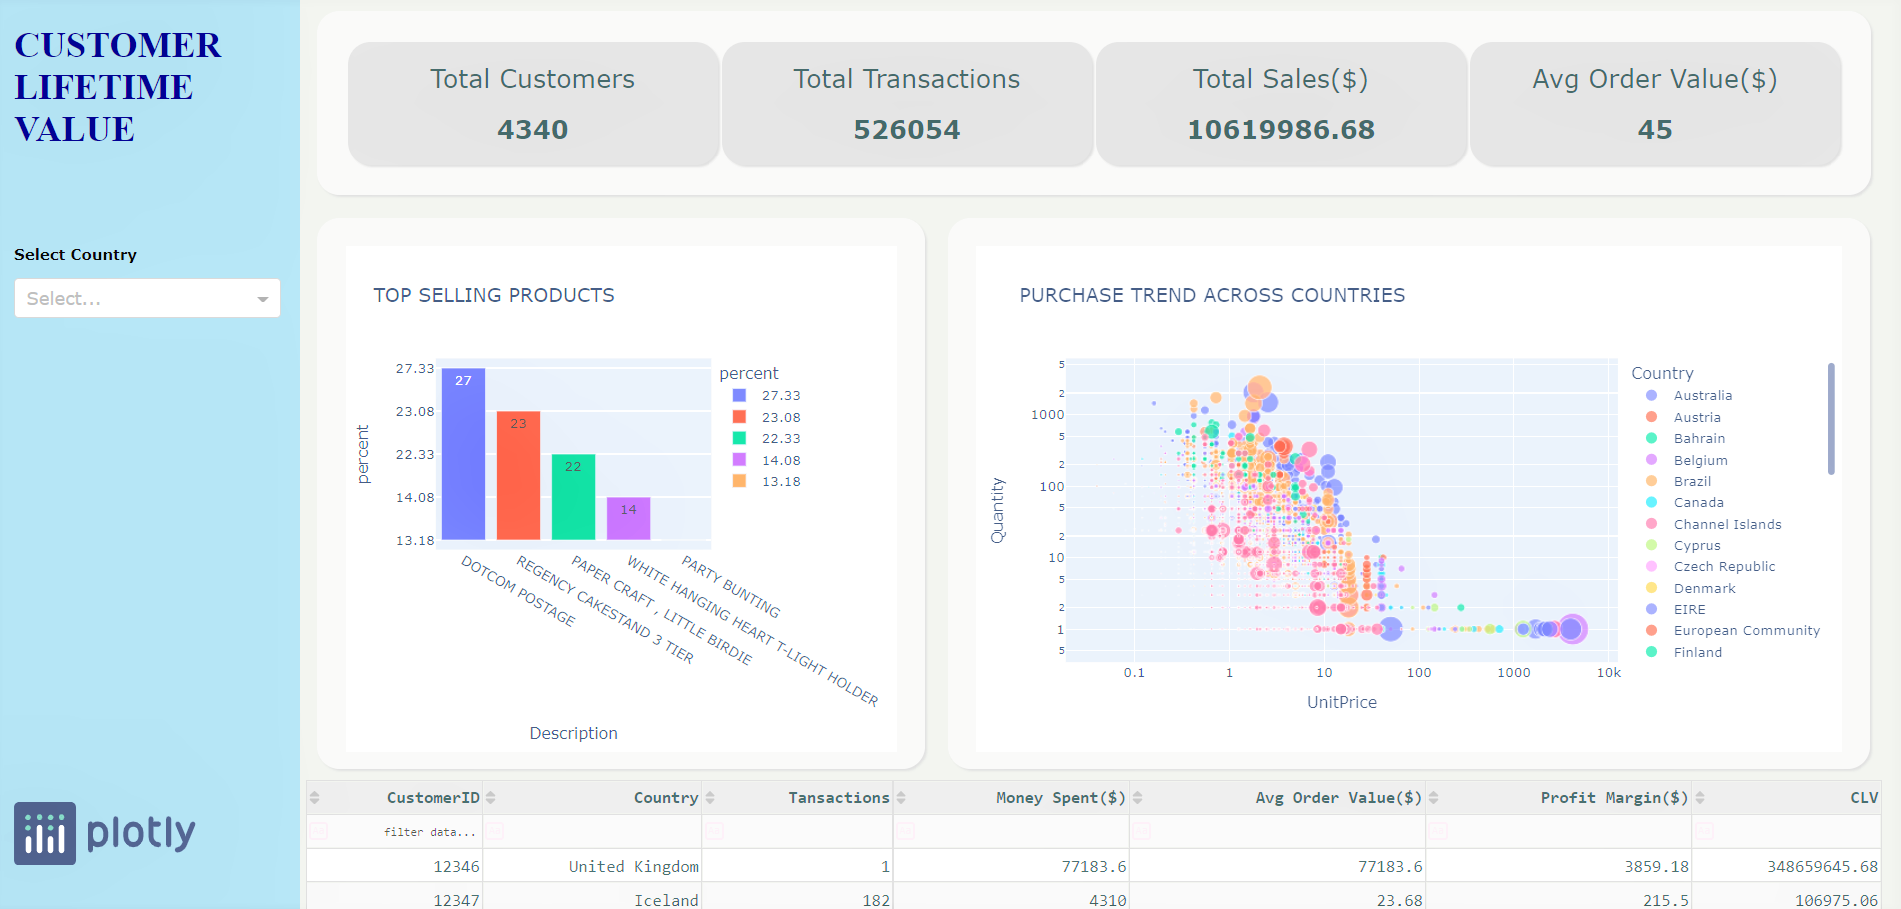 CUSTOMER
LIFETIME
VALUE
Select Country
Select...
plotly
Total Customers
4340
Total Transactions
526054
Total Sales($)
10619986.68
Avg Order Value($)
45
TOP SELLING PRODUCTS
percent
27.33
23.08
22.33
14.08
13.18
27
23
22
14
DOTCOM POSTAGE
REGENCY CAKESTAND 3 TIER
PAPER CRAFT , LITTLE BIRDIE
WHITE HANGING HEART T-LIGHT HOLDER
PARTY BUNTING
Description
percent
27.33
23.08
22.33
14.08
13.18
PURCHASE TREND ACROSS COUNTRIES
Quantity
5
2
1000
5
2
100
5
2
10
5
2
1
5
0.1 1 10 100 1000 10k
UnitPrice
Country
Australia
Austria
Bahrain
Belgium
Brazil
Canada
Channel Islands
Cyprus
Czech Republic
Denmark
EIRE
European Community
Finland
CustomerID Country Tansactions Money Spent($) Avg Order Value($) Profit Margin($) CLV
filter data...
12346 United Kingdom 1 77183.6 77183.6 3859.18 348659645.68
12347 Iceland 182 4310 23.68 215.5 106975.06